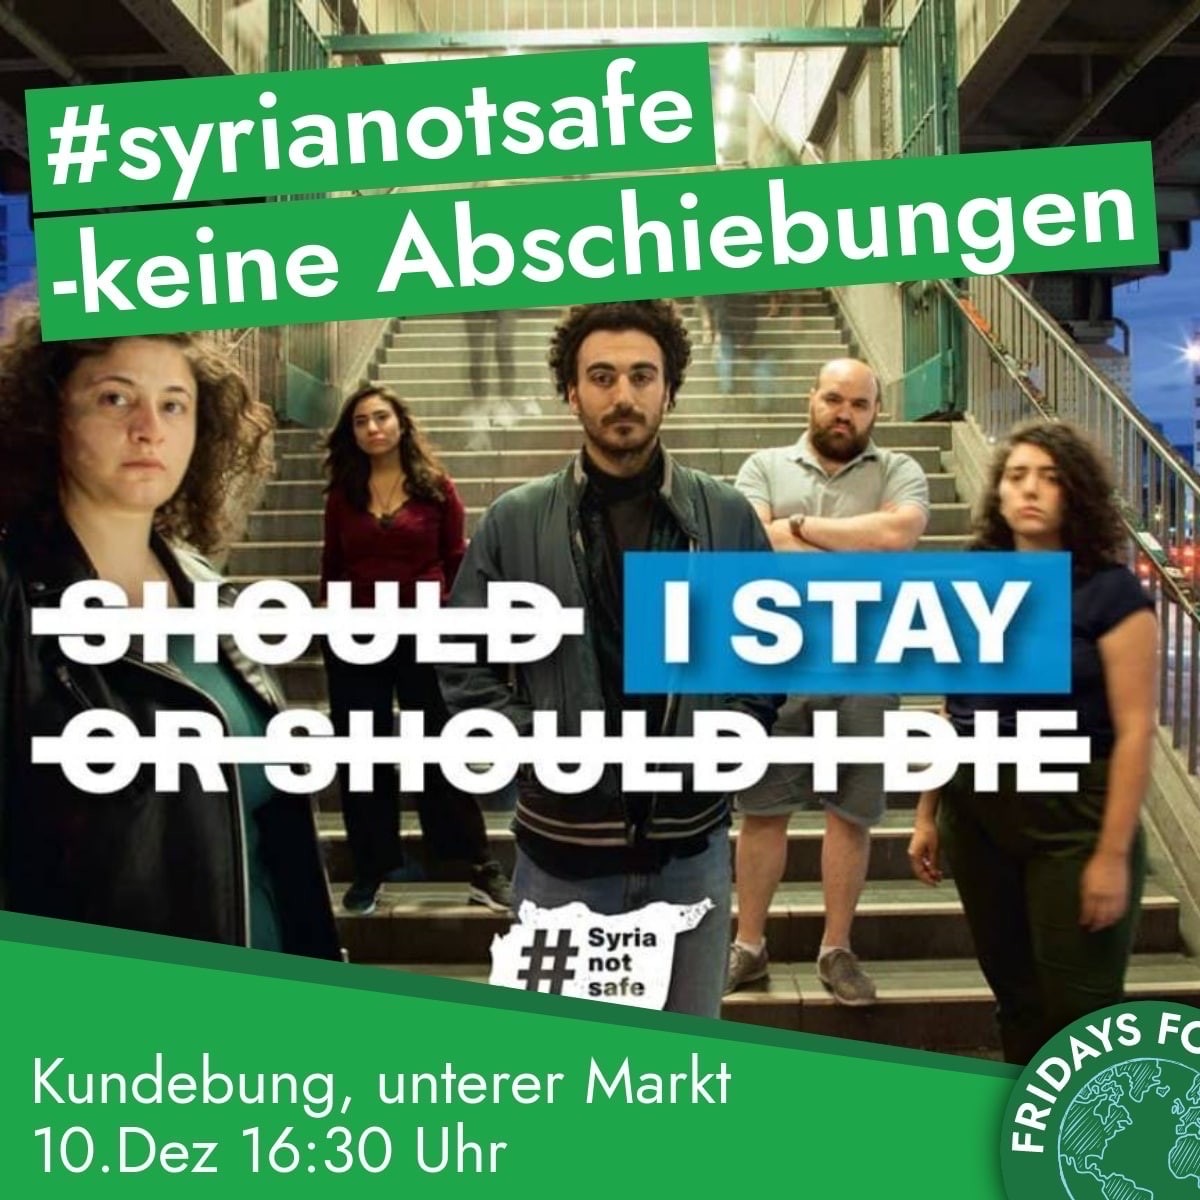 #syrianotsafe
-keine Abschiebungen
SHOULD I STAY
OR SHOULD I DIE
# Syria
not
safe
Kundebung, unterer Markt
10.Dez 16:30 Uhr
FRIDAYS FO